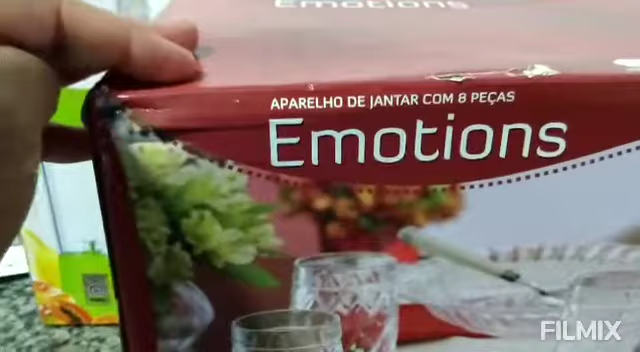 Emotions
APARELHO DE JANTAR COM 8 PEÇAS
Emotions
FILMIX